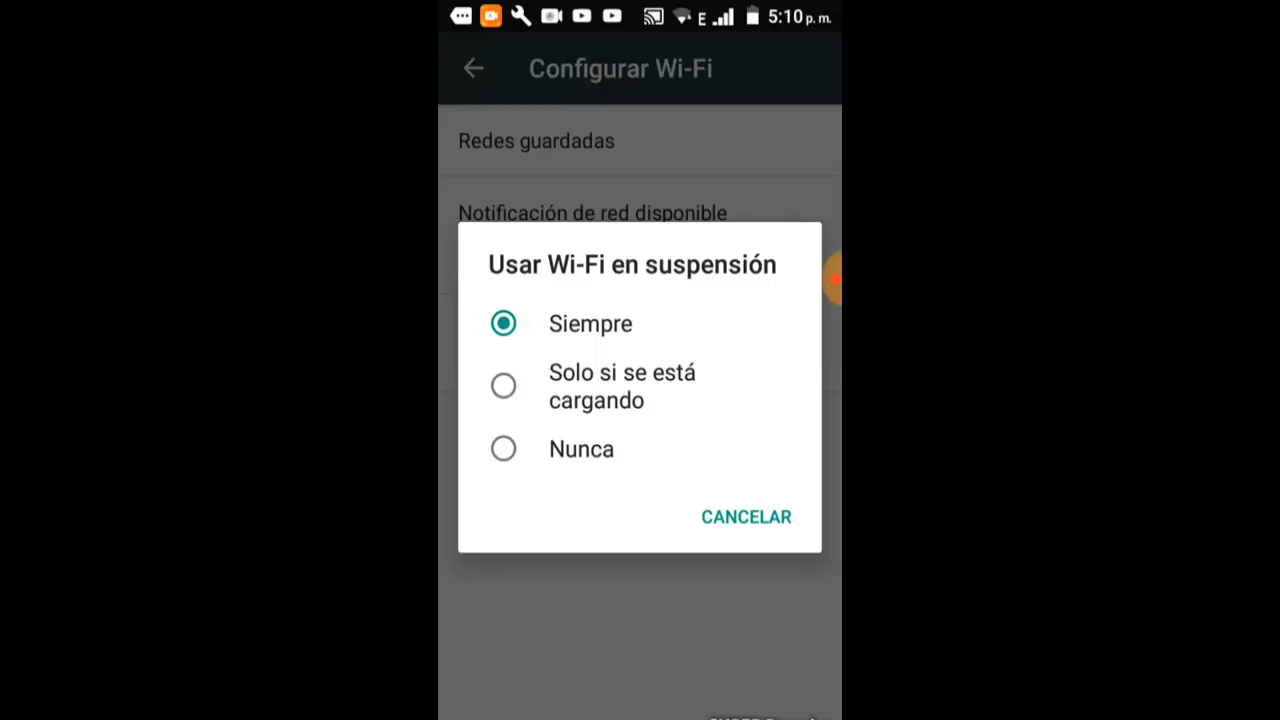 E 5:10 p. m.
Configurar Wi-Fi
Redes guardadas
Notificación de red disponible
Usar Wi-Fi en suspensión
Siempre
Solo si se está
cargando
Nunca
CANCELAR